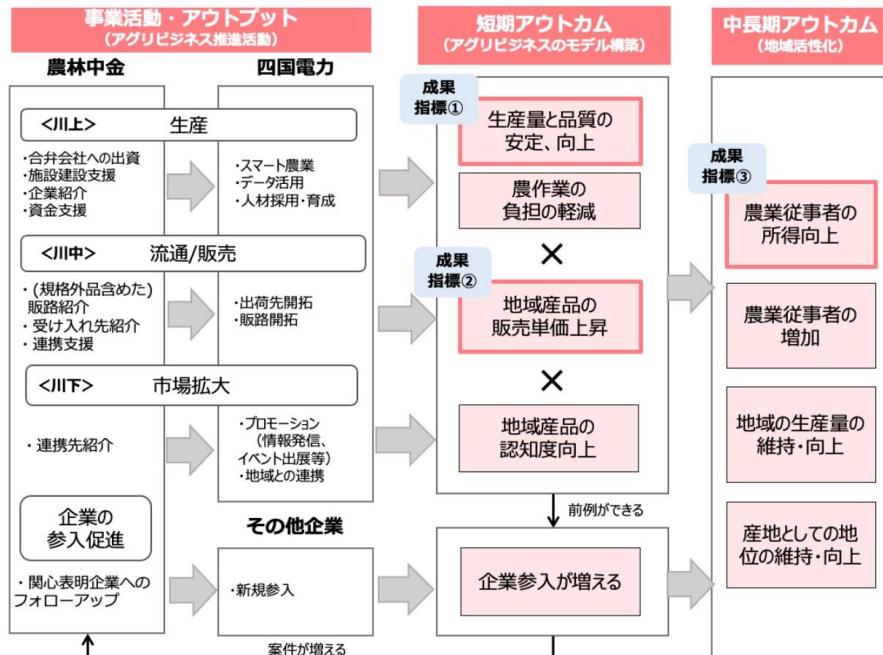 事業活動・アウトプット
（アグリビジネス推進活動）
短期アウトカム
（アグリビジネスのモデル構築）
中長期アウトカム
（地域活性化）
農林中金
四国電力
＜川上＞ 生産
・合弁会社への出資
・施設建設支援
・企業紹介
・資金支援
・スマート農業
・データ活用
・人材採用・育成
＜川中＞ 流通/販売
・（規格外品含めた）
販路紹介
・受け入れ先紹介
・連携支援
・出荷先開拓
・販路開拓
＜川下＞ 市場拡大
・連携先紹介
・プロモーション
（情報発信、
イベント出展等）
・地域との連携
企業の
参入促進
・関心表明企業への
フォローアップ
その他企業
・新規参入
案件が増える
成果
指標①
生産量と品質の
安定、向上
農作業の
負担の軽減
×
成果
指標②
地域産品の
販売単価上昇
×
地域産品の
認知度向上
前例ができる
企業参入が増える
成果
指標③
農業従事者の
所得向上
農業従事者の
増加
地域の生産量の
維持・向上
産地としての地
位の維持・向上